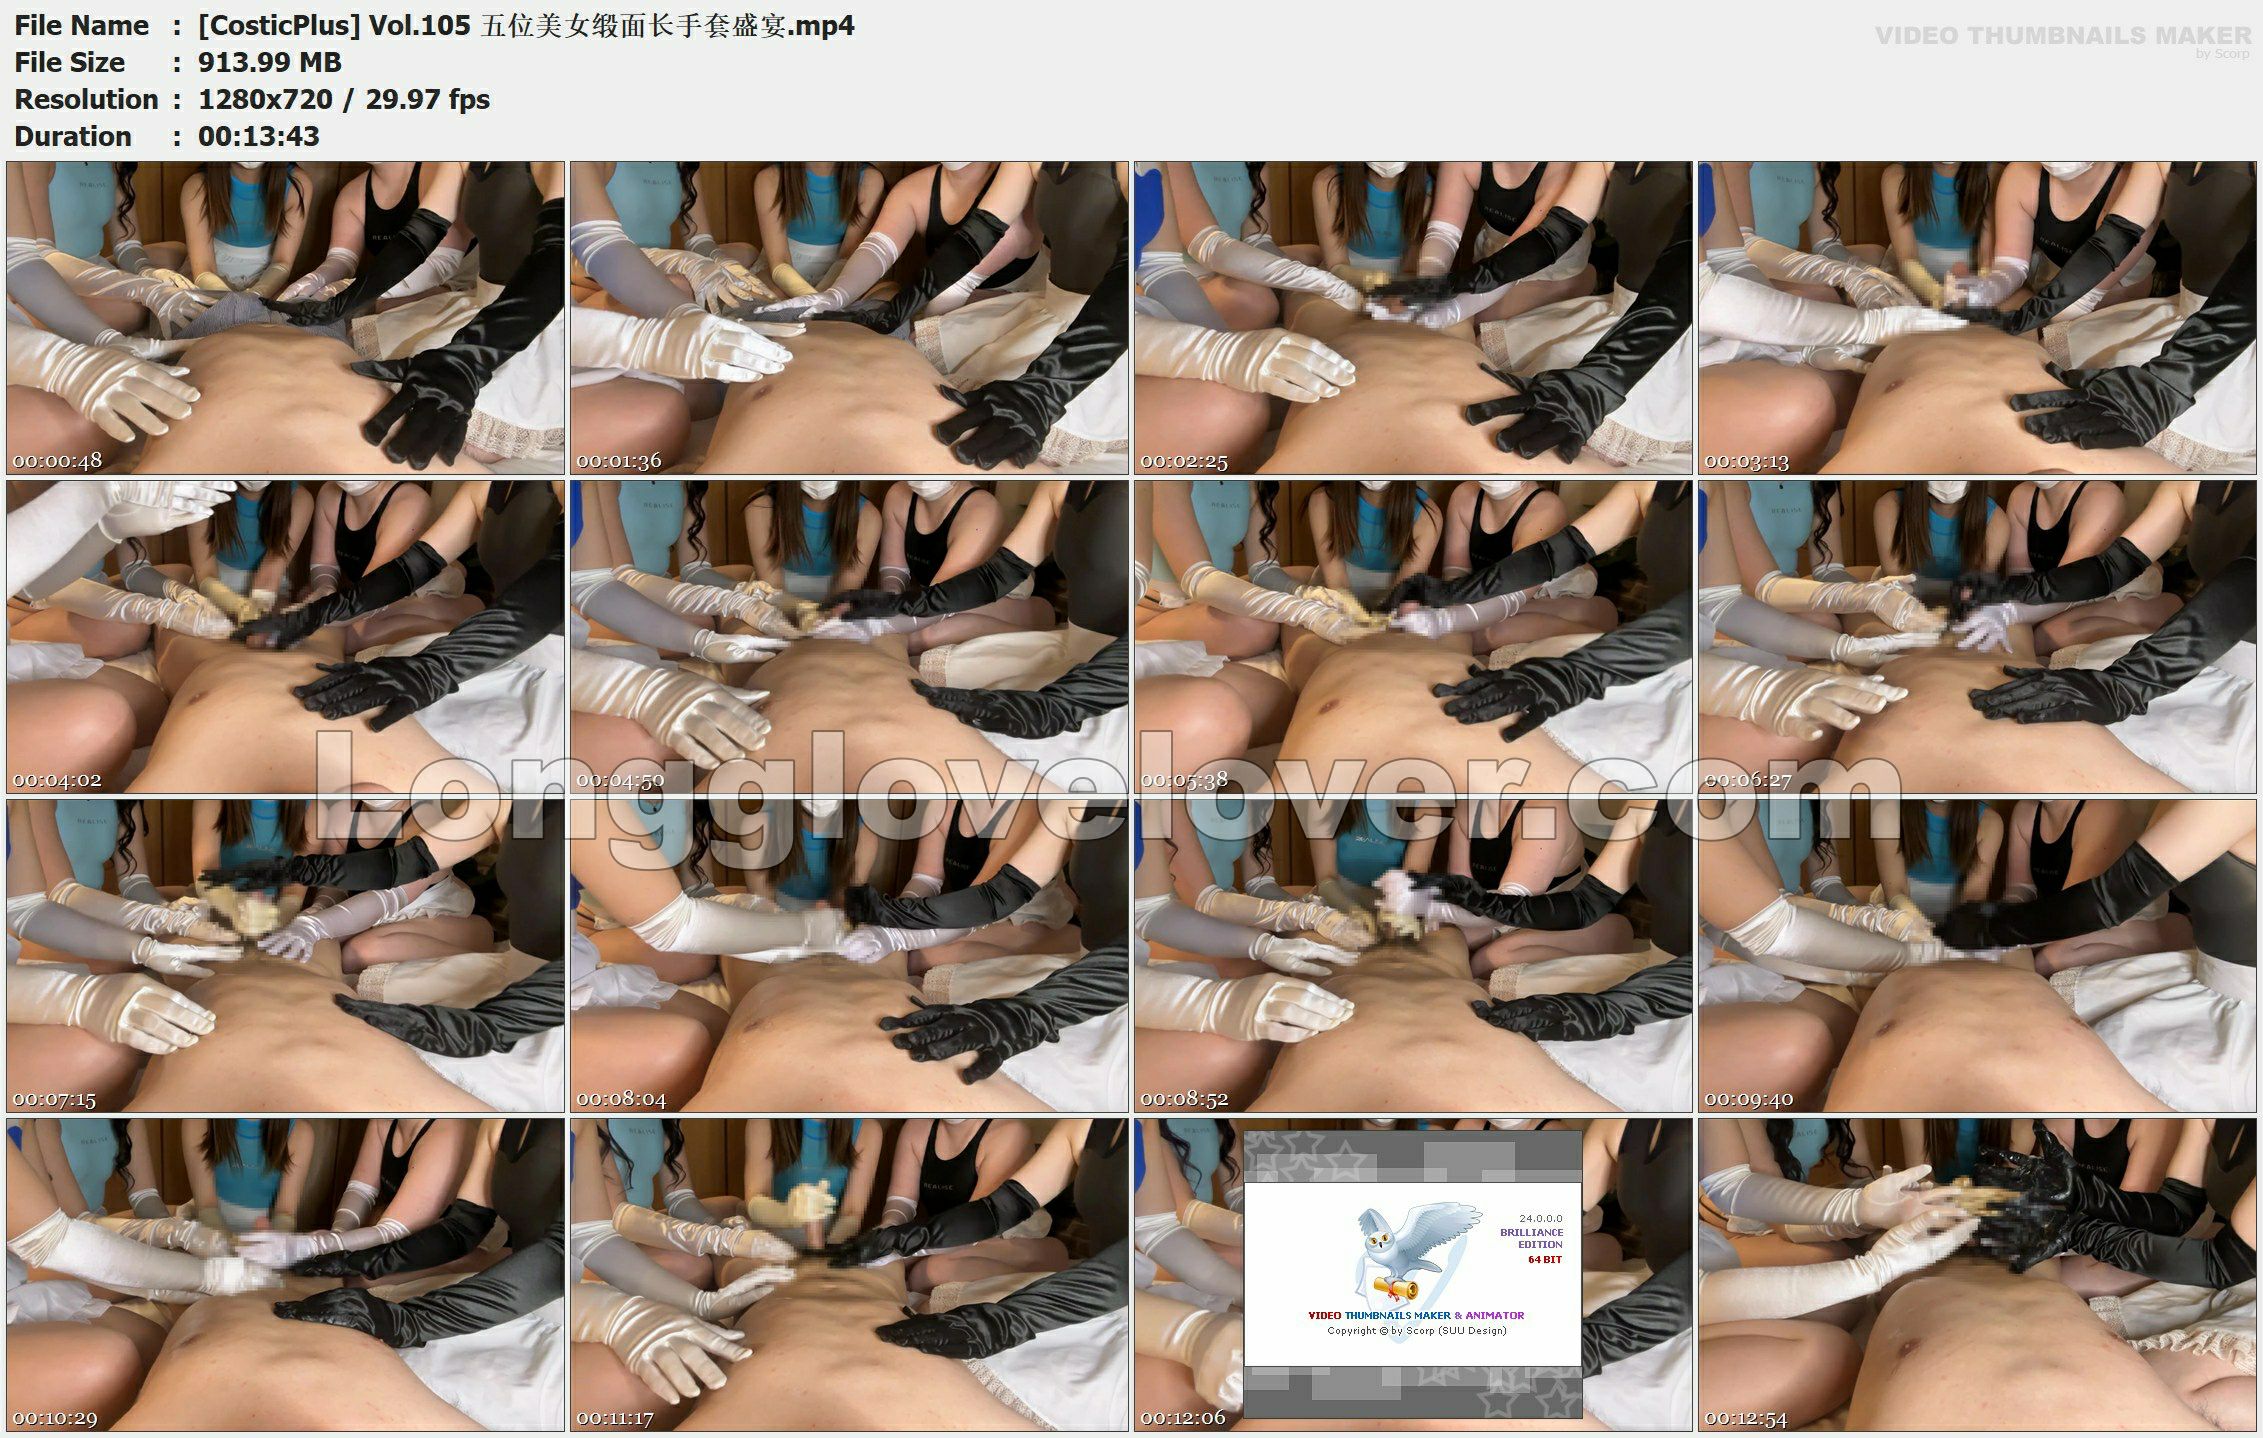 File Name : [CosticPlus] Vol.105 五位美女缎面长手套盛宴.mp4
VIDEO THUMBNAILS MAKER
by Scorp
File Size : 913.99 MB
Resolution : 1280x720 / 29.97 fps
Duration : 00:13:43
00:00:48
00:01:36
00:02:25
00:03:13
00:04:02
00:04:50
00:05:38
00:06:27
Longglovelover.com
00:07:15
00:08:04
00:08:52
00:09:40
24.0.0.0
BRILLIANCE
EDITION
64 BIT
VIDEO THUMBNAILS MAKER & ANIMATOR
Copyright © by Scorp (SUU Design)
00:10:29
00:11:17
00:12:06
00:12:54